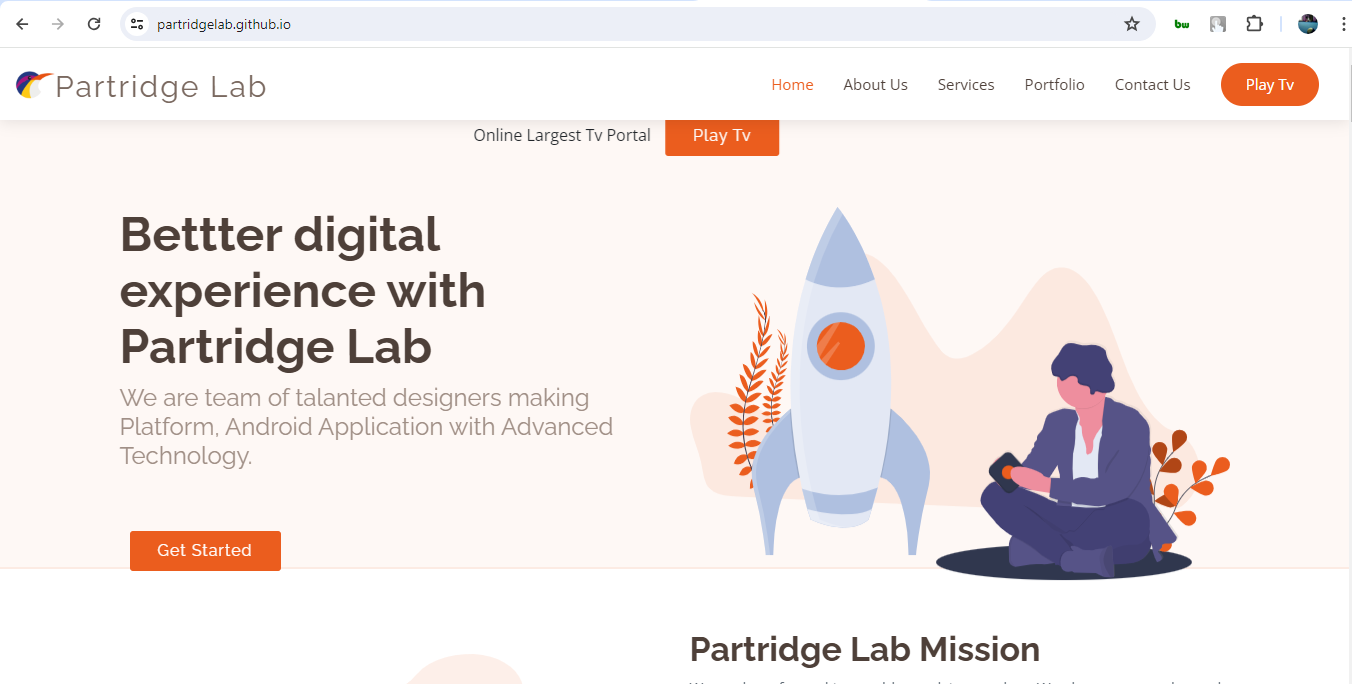 partridgelab.github.io
bw
Partridge Lab
Home About Us Services Portfolio Contact Us Play Tv
Online Largest Tv Portal Play Tv
Bettter digital
experience with
Partridge Lab
We are team of talanted designers making
Platform, Android Application with Advanced
Technology.
Get Started
Partridge Lab Mission